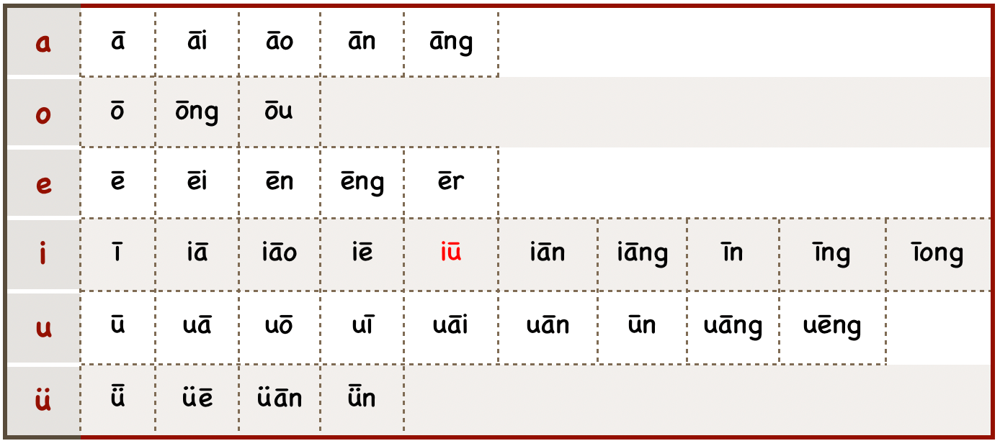 a ā āi āo ān āng
o ō ōng ōu
e ē ēi ēn ēng ēr
i ī iā iāo iē iū iān iāng īn īng īong
u ū uā uō uī uāi uān ūn uāng uēng
ü ǖ üē üān ǖn